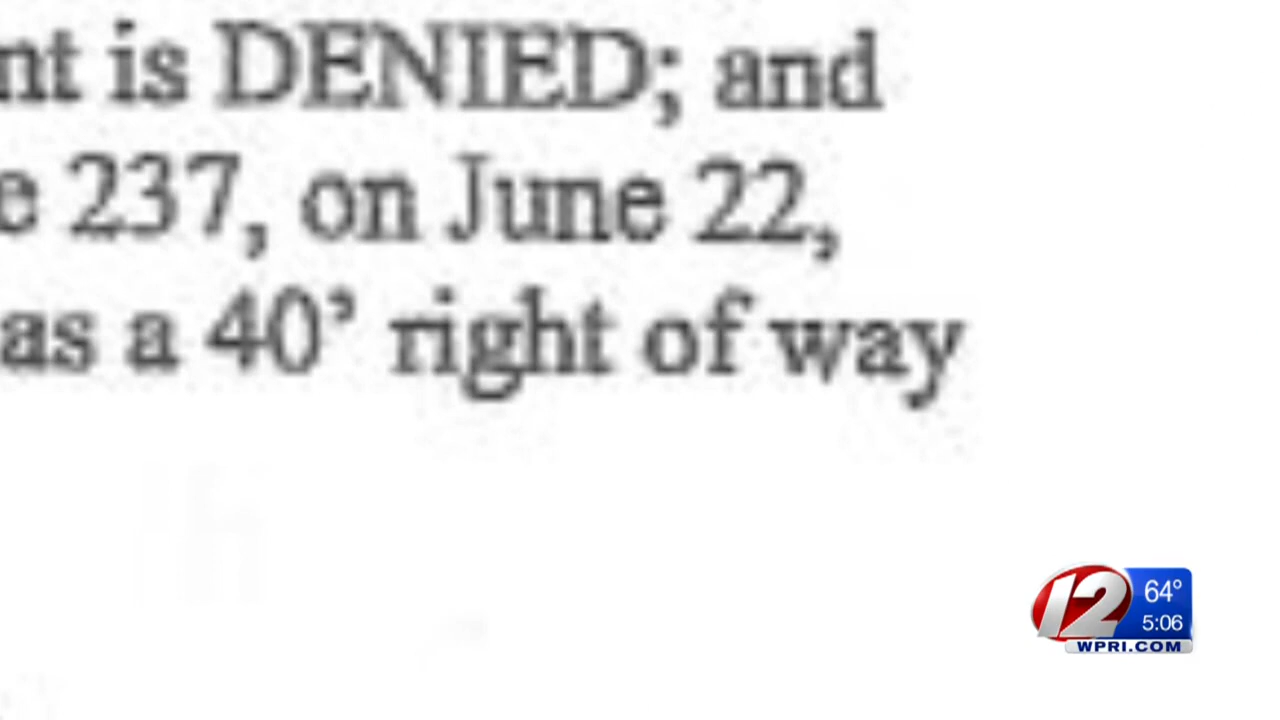 nt is DENIED; and
e 237, on June 22,
as a 40’ right of way
12
64°
5:06
WPRI.COM